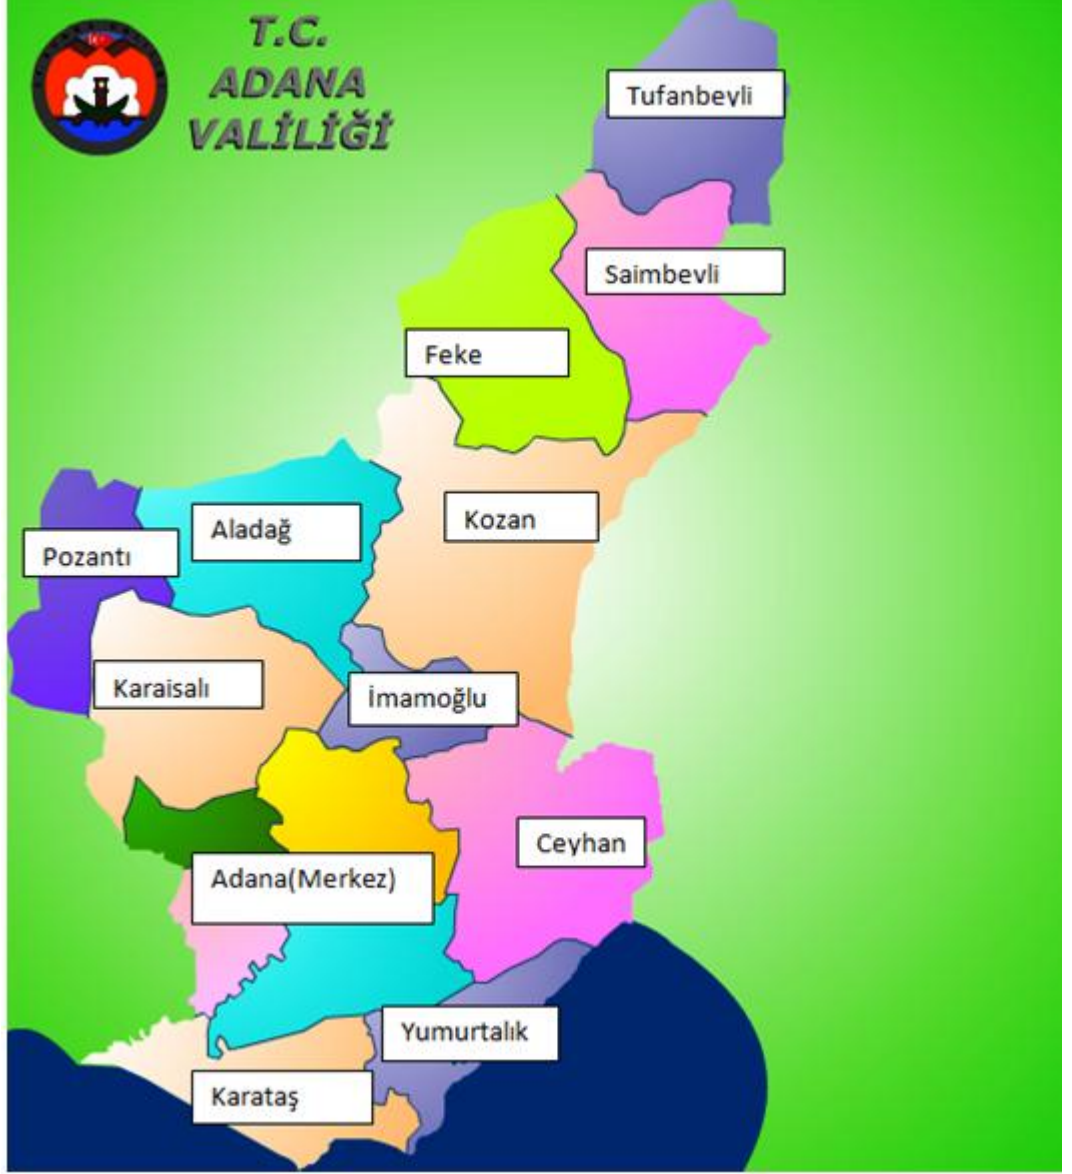 T.C.
ADANA
VALİLİĞİ
Tufanbeyli
Saimbeyli
Feke
Kozan
Aladağ
Pozantı
Karaisalı
İmamoğlu
Ceyhan
Adana(Merkez)
Yumurtalık
Karataş